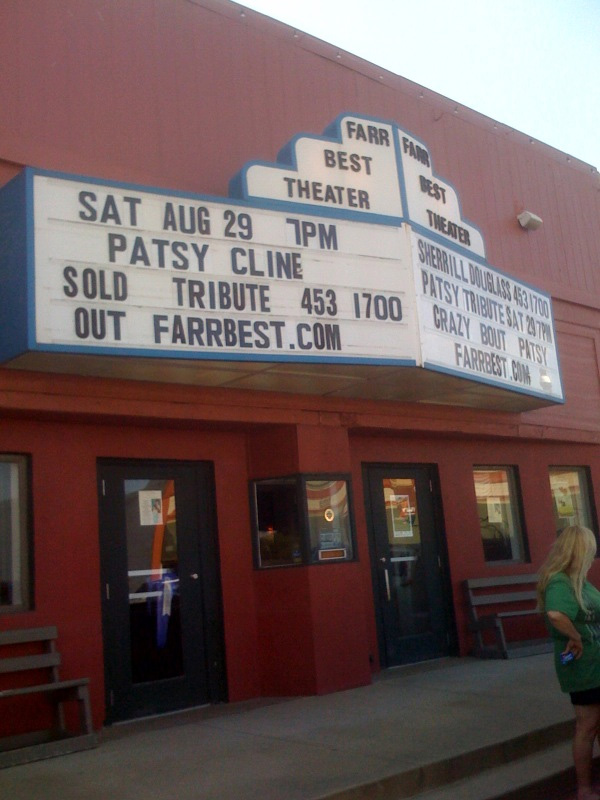 FARR
BEST
THEATER
FARR
BEST
THEATER
SAT AUG 29 7PM
PATSY CLINE
SOLD TRIBUTE 453 1700
OUT FARRBEST.COM
SHERRILL DOUGLASS 453 1700
PATSY TRIBUTE SAT 29 7PM
CRAZY BOUT PATSY
FARRBEST.COM